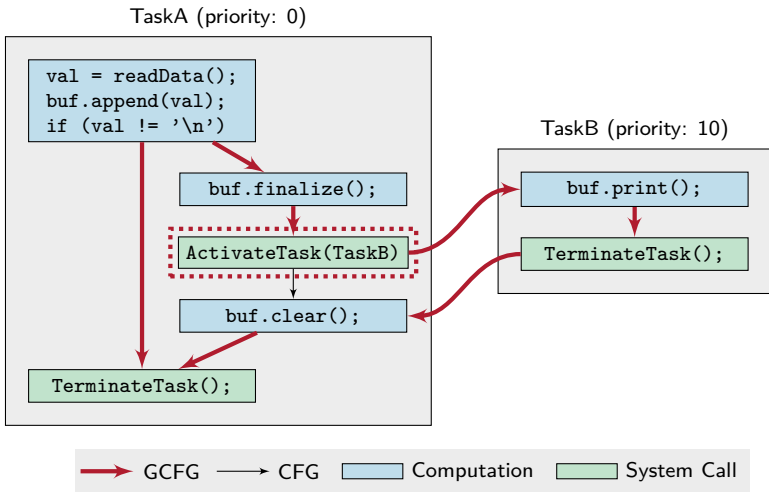 TaskA (priority: 0)
val = readData();
buf.append(val);
if (val != '\n')
buf.finalize();
ActivateTask(TaskB)
buf.clear();
TerminateTask();
TaskB (priority: 10)
buf.print();
TerminateTask();
GCFG
CFG
Computation
System Call